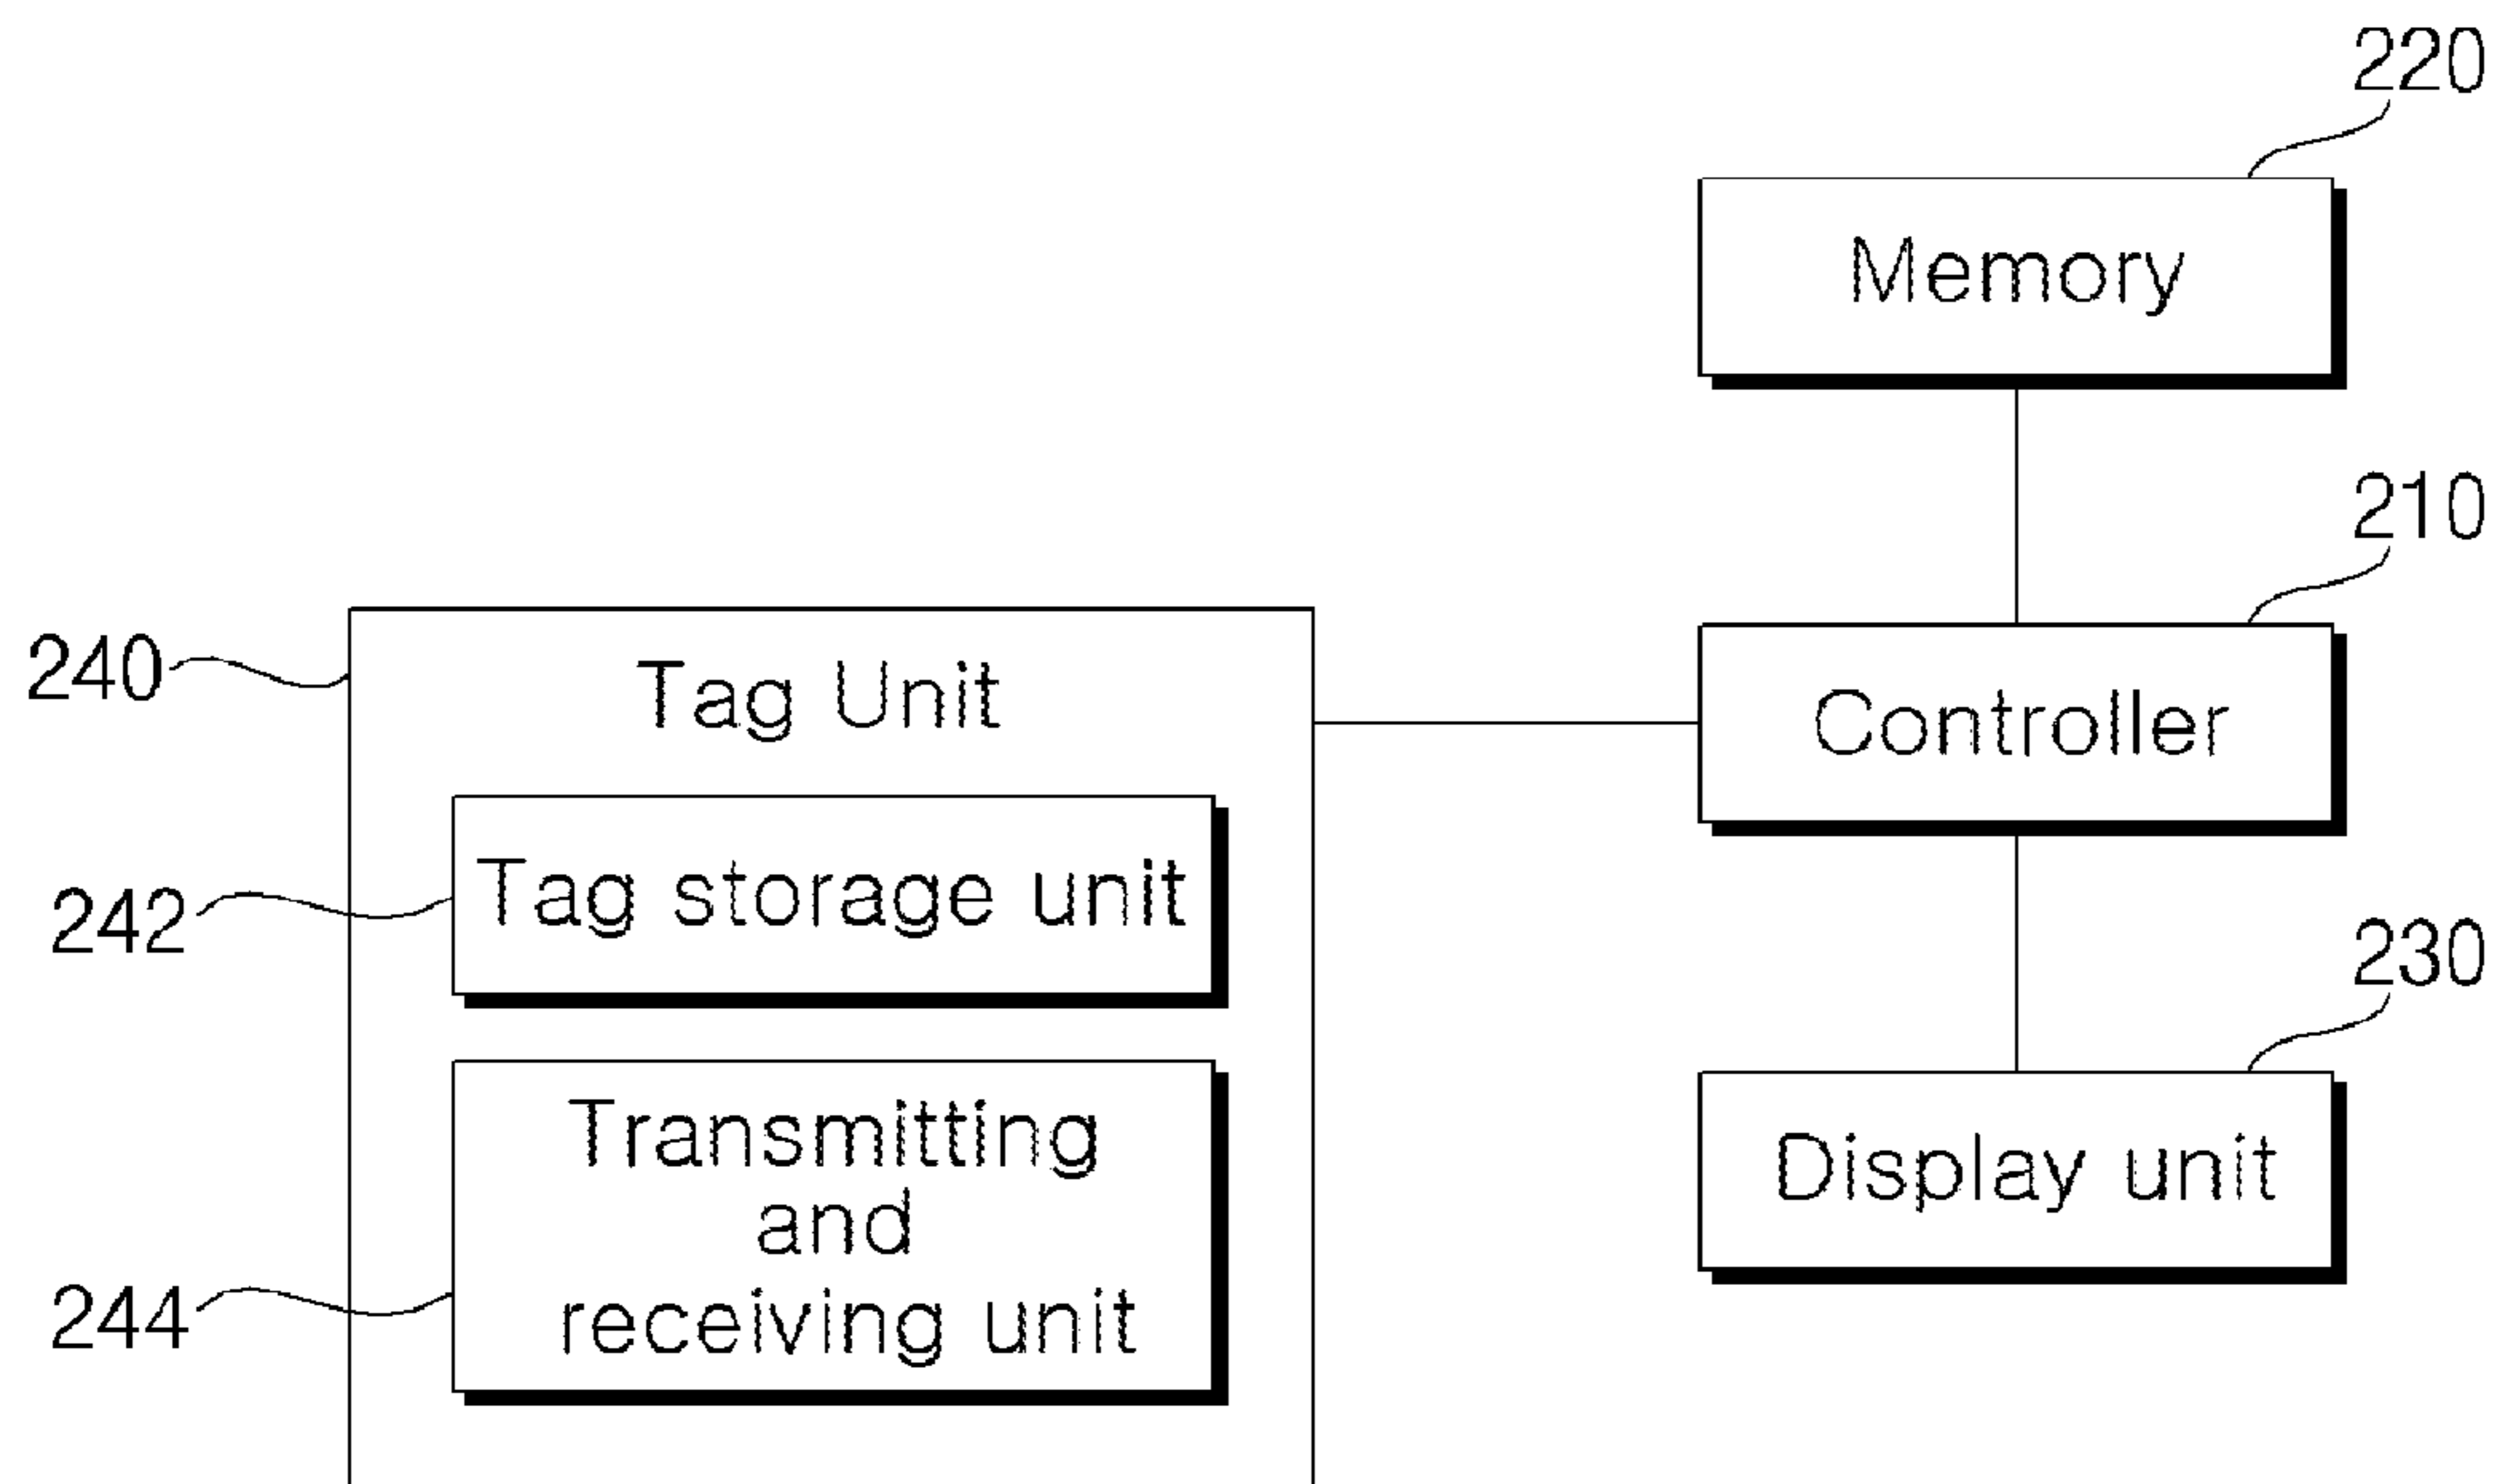 220
Memory
210
240
Tag Unit
Controller
242
Tag storage unit
230
Transmitting
and
receiving unit
Display unit
244